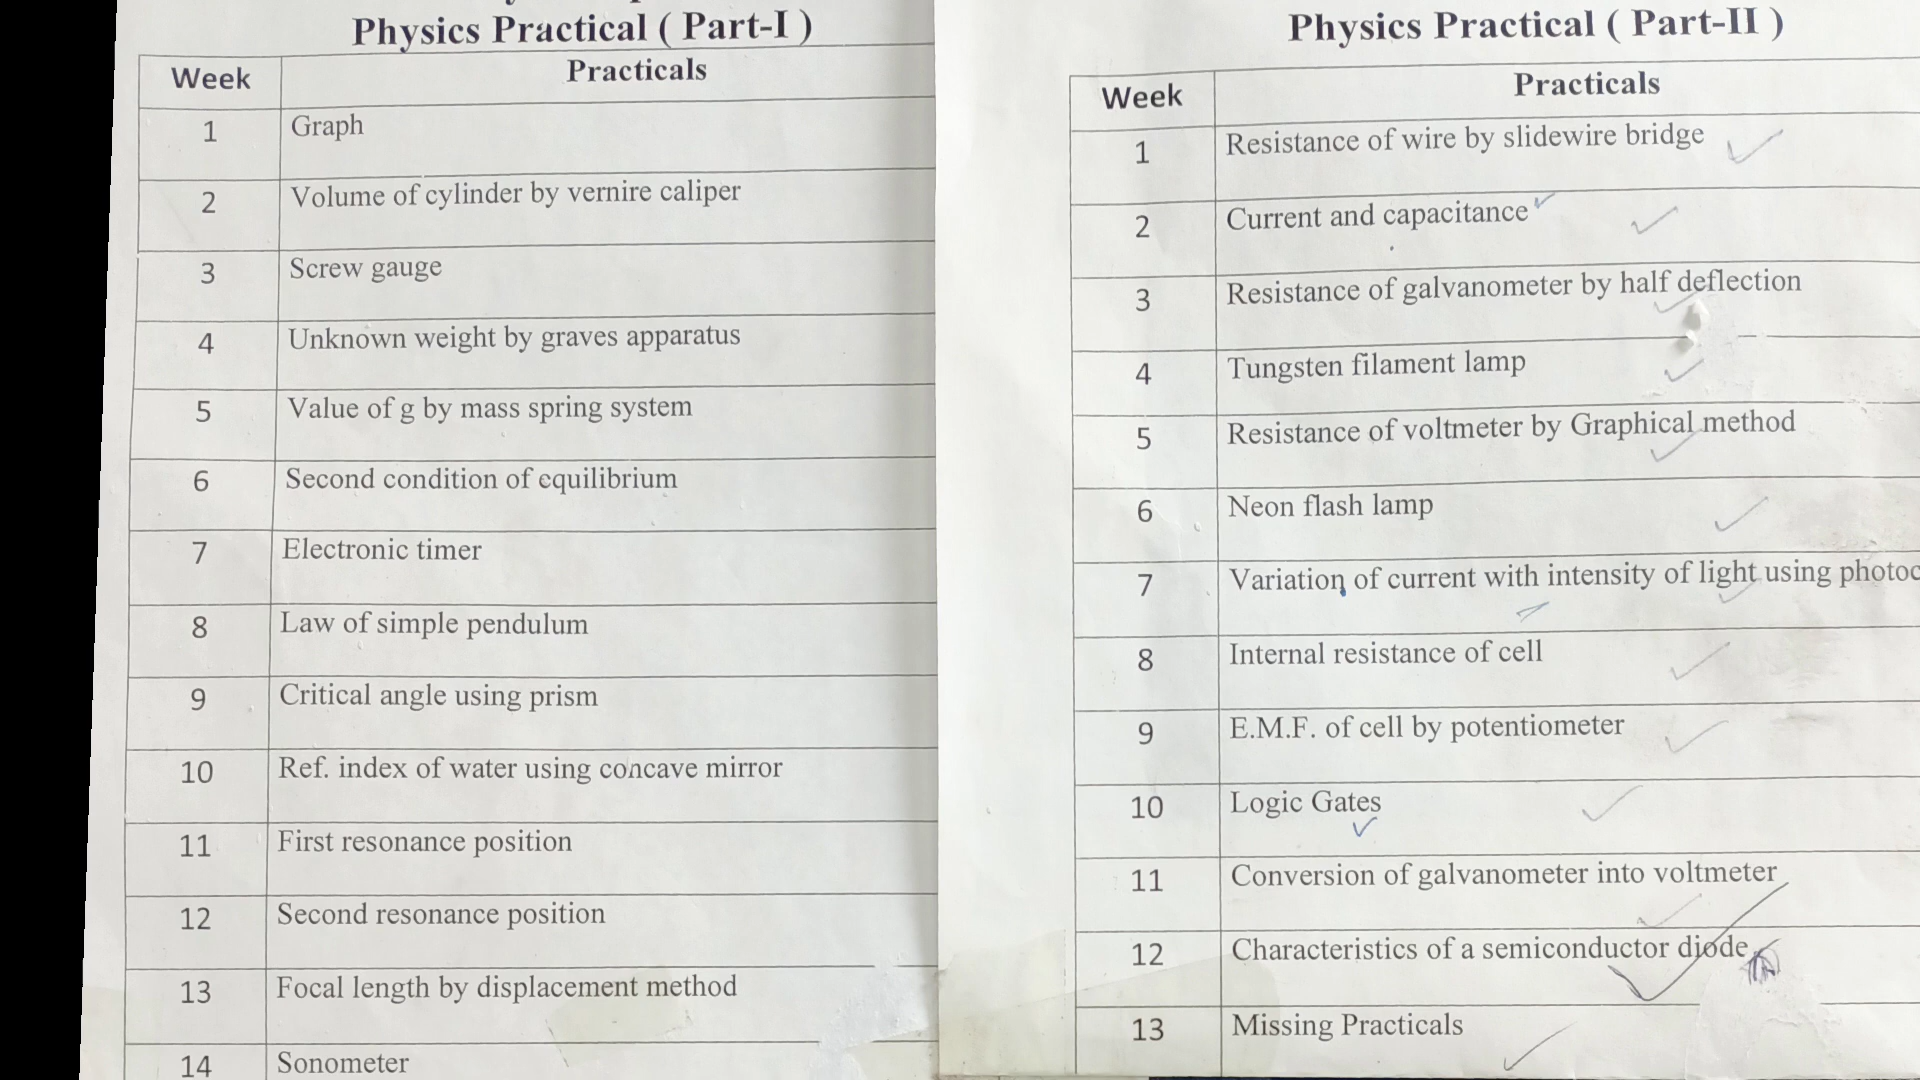 Physics Practical ( Part-I )
Week Practicals
1 Graph
2 Volume of cylinder by vernire caliper
3 Screw gauge
4 Unknown weight by graves apparatus
5 Value of g by mass spring system
6 Second condition of equilibrium
7 Electronic timer
8 Law of simple pendulum
9 Critical angle using prism
10 Ref. index of water using concave mirror
11 First resonance position
12 Second resonance position
13 Focal length by displacement method
14 Sonometer
Physics Practical ( Part-II )
Week Practicals
1 Resistance of wire by slidewire bridge
2 Current and capacitance
3 Resistance of galvanometer by half deflection
4 Tungsten filament lamp
5 Resistance of voltmeter by Graphical method
6 Neon flash lamp
7 Variation of current with intensity of light using photoc
8 Internal resistance of cell
9 E.M.F. of cell by potentiometer
10 Logic Gates
11 Conversion of galvanometer into voltmeter
12 Characteristics of a semiconductor diode
13 Missing Practicals